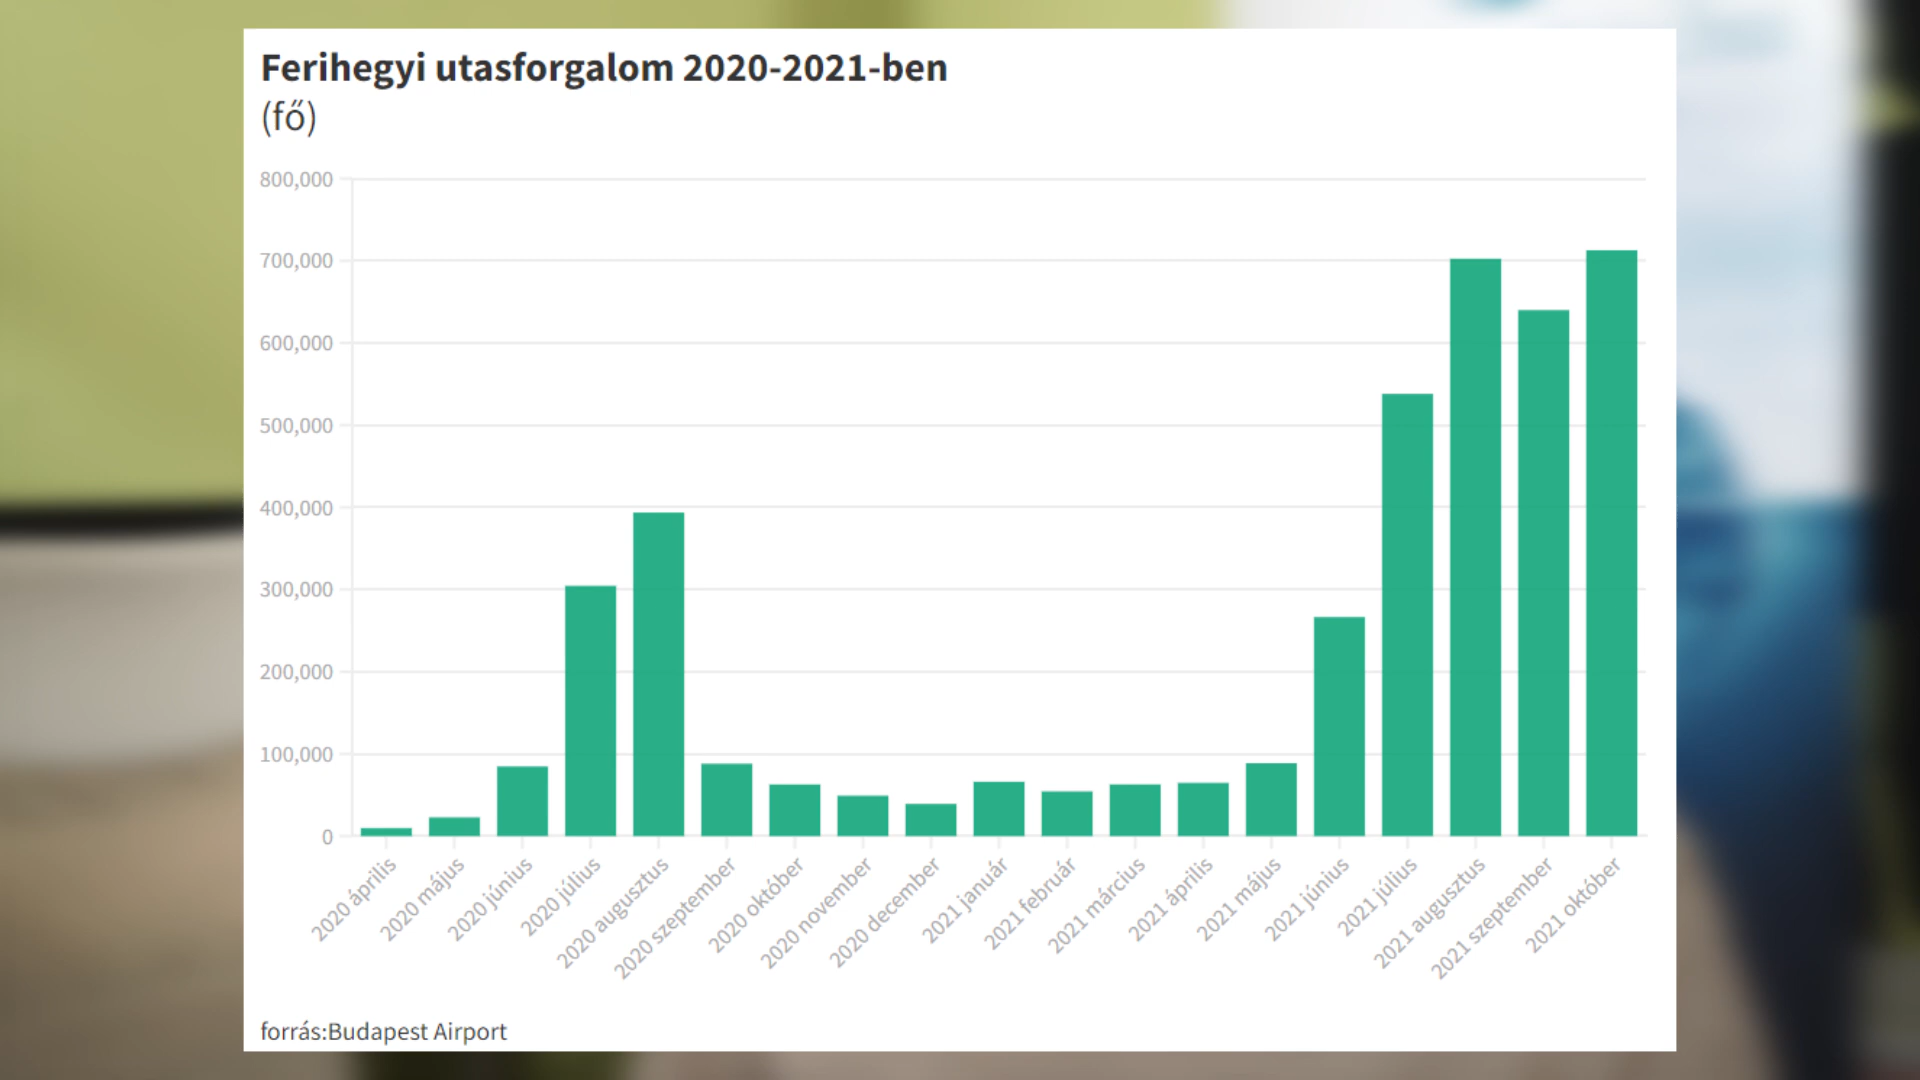 Ferihegyi utasforgalom 2020-2021-ben
(fő)
800,000
700,000
600,000
500,000
400,000
300,000
200,000
100,000
0
2020 április
2020 május
2020 június
2020 július
2020 augusztus
2020 szeptember
2020 október
2020 november
2020 december
2021 január
2021 február
2021 március
2021 április
2021 május
2021 június
2021 július
2021 augusztus
2021 szeptember
2021 október
forrás:Budapest Airport